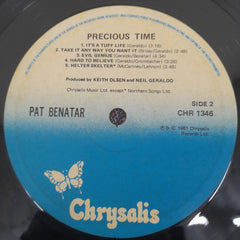 PRECIOUS TIME
1. IT'S A TUFF LIFE (Geraldo) (3:16)
2. TAKE IT ANY WAY YOU WANT IT (Birday/Geraldo) (2:48)
3. EVIL GENIUS (Benatar/Geraldo) (4:34)
4. HARD TO BELIEVE (Geraldo/Grombacher) (3:26)
5. HELTER SKELTER* (McCartney/Lennon) (3:48)
Produced by KEITH OLSEN and NEIL GERALDO
Chrysalis Music Ltd. except* Northern Songs Ltd.
PAT BENATAR
SIDE 2
CHR 1346
℗ © 1981 Chrysalis
Records Ltd.
Chrysalis